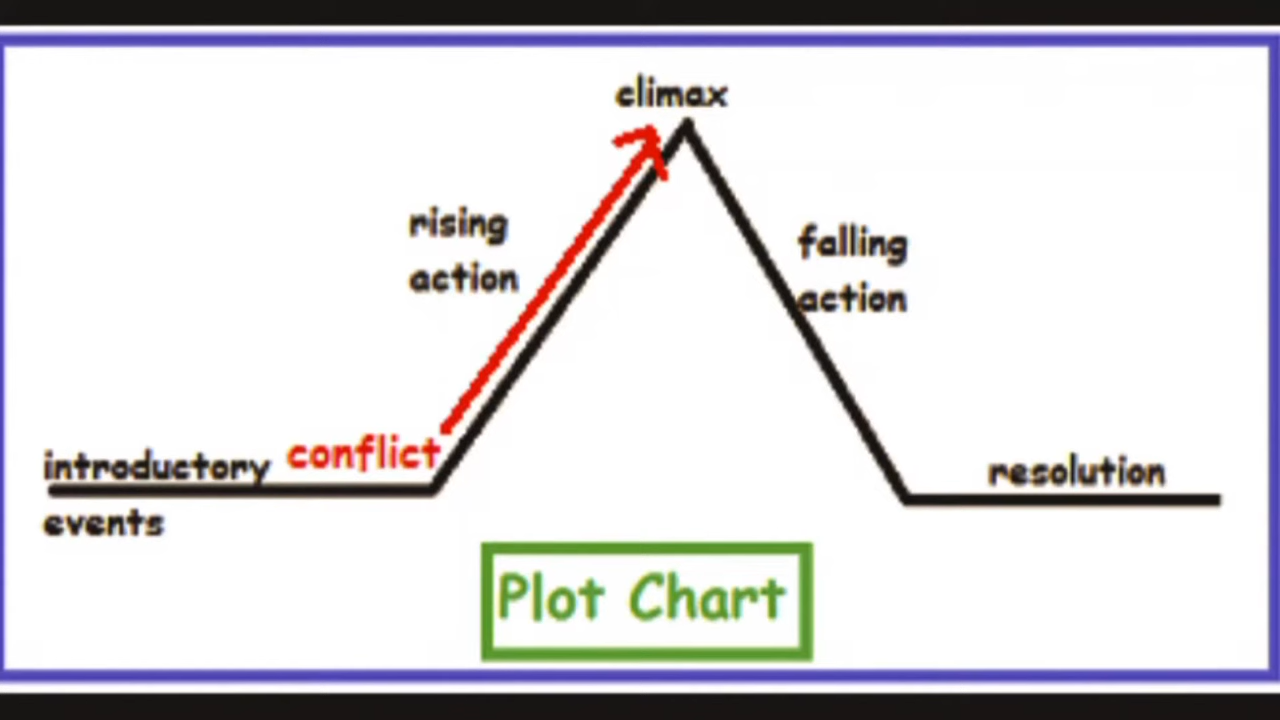 climax
rising
action
falling
action
introductory
events
conflict
resolution
Plot Chart